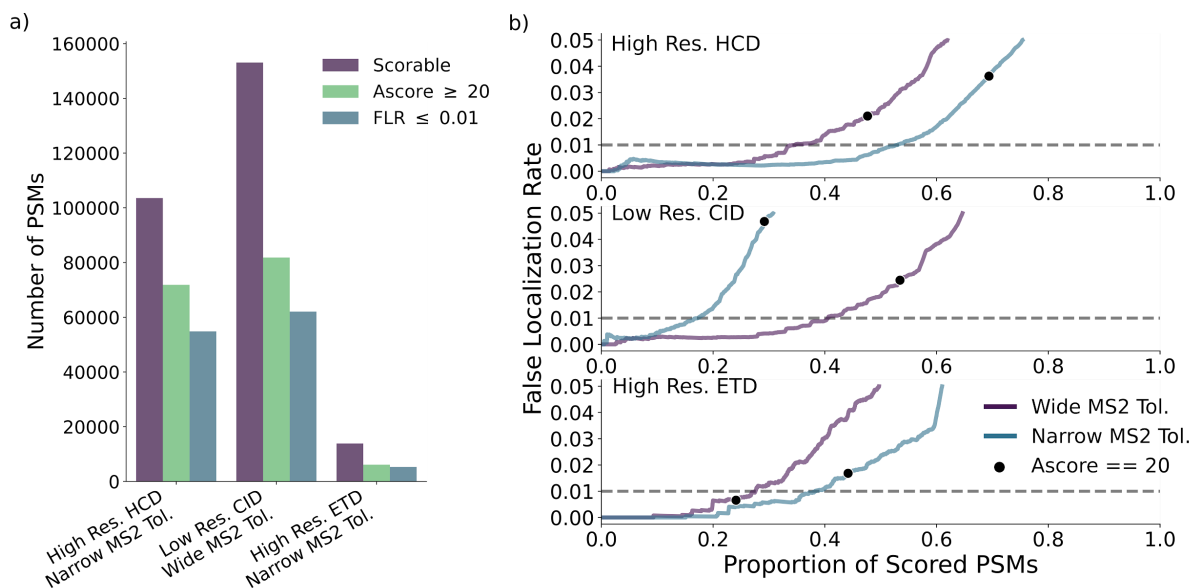 a)
160000
140000
120000
100000
80000
60000
40000
20000
0
Number of PSMs
Scorable
Ascore ≥ 20
FLR ≤ 0.01
High Res. HCD
Narrow MS2 Tol.
Low Res. CID
Wide MS2 Tol.
High Res. ETD
Narrow MS2 Tol.
b)
False Localization Rate
High Res. HCD
0.05
0.04
0.03
0.02
0.01
0.00
0.0 0.2 0.4 0.6 0.8 1.0
Low Res. CID
0.05
0.04
0.03
0.02
0.01
0.00
0.0 0.2 0.4 0.6 0.8 1.0
High Res. ETD
0.05
0.04
0.03
0.02
0.01
0.00
0.0 0.2 0.4 0.6 0.8 1.0
Wide MS2 Tol.
Narrow MS2 Tol.
Ascore == 20
Proportion of Scored PSMs